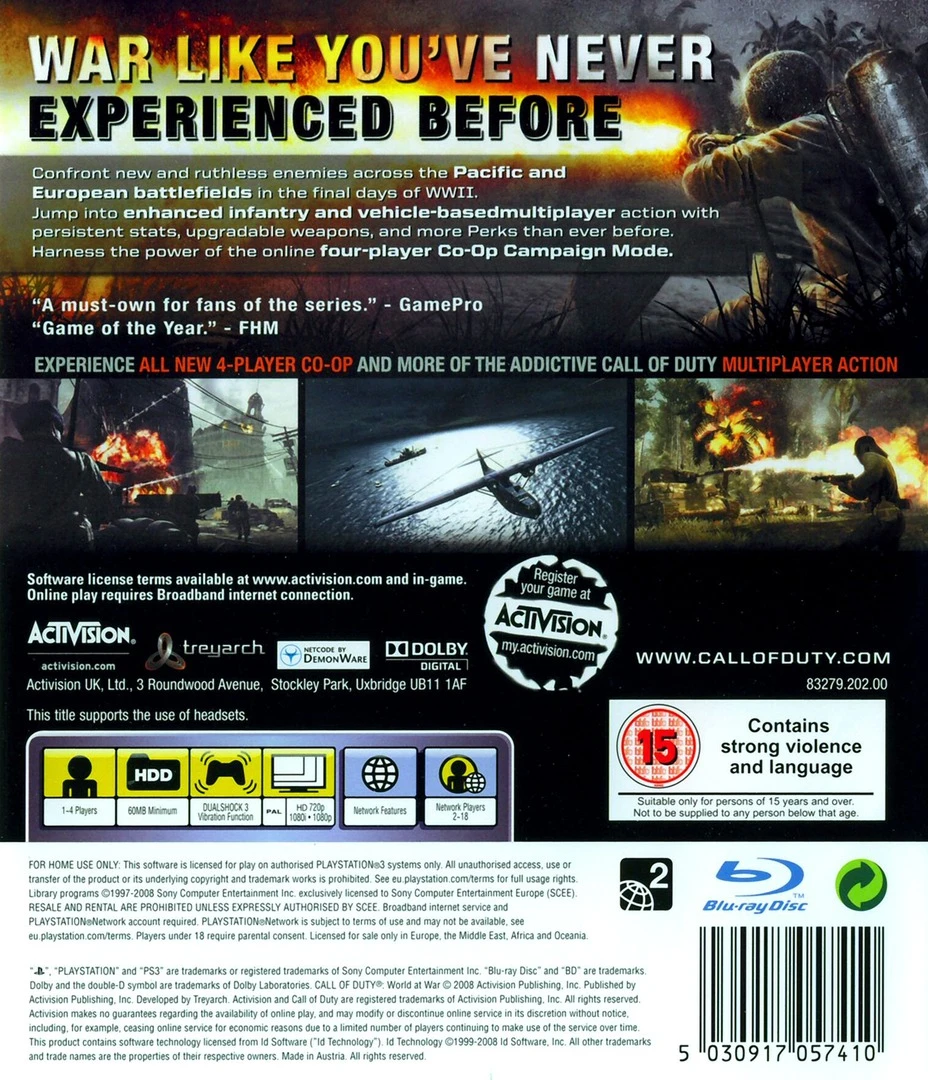 WAR LIKE YOU'VE NEVER
EXPERIENCED BEFORE
Confront new and ruthless enemies across the Pacific and
European battlefields in the final days of WWII.
Jump into enhanced infantry and vehicle-basedmultiplayer action with
persistent stats, upgradable weapons, and more Perks than ever before.
Harness the power of the online four-player Co-Op Campaign Mode.
“A must-own for fans of the series.” - GamePro
“Game of the Year.” - FHM
EXPERIENCE ALL NEW 4-PLAYER CO-OP AND MORE OF THE ADDICTIVE CALL OF DUTY MULTIPLAYER ACTION
Software license terms available at www.activision.com and in-game.
Online play requires Broadband internet connection.
Register
your game at
ACTIVISION.
my.activision.com
ACTIVISION.
activision.com
treyarch
NETCODE BY
DEMONWARE
DOLBY
DIGITAL
WWW.CALLOFDUTY.COM
Activision UK, Ltd., 3 Roundwood Avenue, Stockley Park, Uxbridge UB11 1AF
83279.202.00
This title supports the use of headsets.
15
Contains
strong violence
and language
Suitable only for persons of 15 years and over.
Not to be supplied to any person below that age.
HDD
1-4 Players
60MB Minimum
DUALSHOCK 3
Vibration Function
PAL
HD 720p
1080i • 1080p
Network Features
Network Players
2-18
FOR HOME USE ONLY: This software is licensed for play on authorised PLAYSTATION®3 systems only. All unauthorised access, use or
transfer of the product or its underlying copyright and trademark works is prohibited. See eu.playstation.com/terms for full usage rights.
Library programs ©1997-2008 Sony Computer Entertainment Inc. exclusively licensed to Sony Computer Entertainment Europe (SCEE).
RESALE AND RENTAL ARE PROHIBITED UNLESS EXPRESSLY AUTHORISED BY SCEE. Broadband internet service and
PLAYSTATION®Network account required. PLAYSTATION®Network is subject to terms of use and may not be available, see
eu.playstation.com/terms. Players under 18 require parental consent. Licensed for sale only in Europe, the Middle East, Africa and Oceania.
2
Blu-ray Disc
TM
“PS”, “PLAYSTATION” and “PS3” are trademarks or registered trademarks of Sony Computer Entertainment Inc. “Blu-ray Disc” and “BD” are trademarks.
Dolby and the double-D symbol are trademarks of Dolby Laboratories. CALL OF DUTY®: World at War © 2008 Activision Publishing, Inc. Published by
Activision Publishing, Inc. Developed by Treyarch. Activision and Call of Duty are registered trademarks of Activision Publishing, Inc. All rights reserved.
Activision makes no guarantees regarding the availability of online play, and may modify or discontinue online service in its discretion without notice,
including, for example, ceasing online service for economic reasons due to a limited number of players continuing to make use of the service over time.
This product contains software technology licensed from Id Software ("Id Technology"). Id Technology ©1999-2008 Id Software, Inc. All other trademarks
and trade names are the properties of their respective owners. Made in Austria. All rights reserved.
5 030917 057410